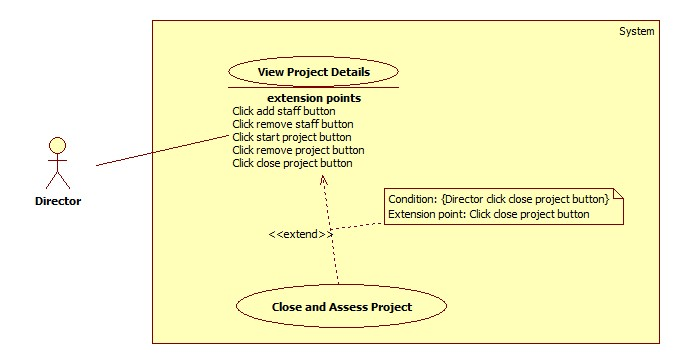 System
View Project Details
extension points
Click add staff button
Click remove staff button
Click start project button
Click remove project button
Click close project button
Director
Condition: {Director click close project button}
Extension point: Click close project button
<<extend>>
Close and Assess Project